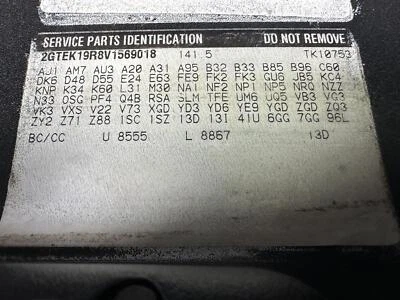 SERVICE PARTS IDENTIFICATION DO NOT REMOVE
2GTEK19R8V1569018 141.5 TK10753
AJ1 AM7 AU3 A20 A31 A95 B32 B33 B85 B96 C60
DK6 D48 D55 E24 E63 FE9 FK2 FK3 GU6 JB5 KC4
KNP K34 K60 L31 M30 NA1 NF2 NP1 NP5 NRQ NZZ
N33 OSG PF4 Q4B RSA SLM TFE UM6 UQ5 VB3 VG3
VK3 VXS V22 V73 XGD YD3 YD6 YE9 YGD ZGD ZQ3
ZY2 Z71 Z88 1SC 1SZ 13D 13I 41U 6GG 7GG 96L
BC/CC U 8555 L 8867 13D